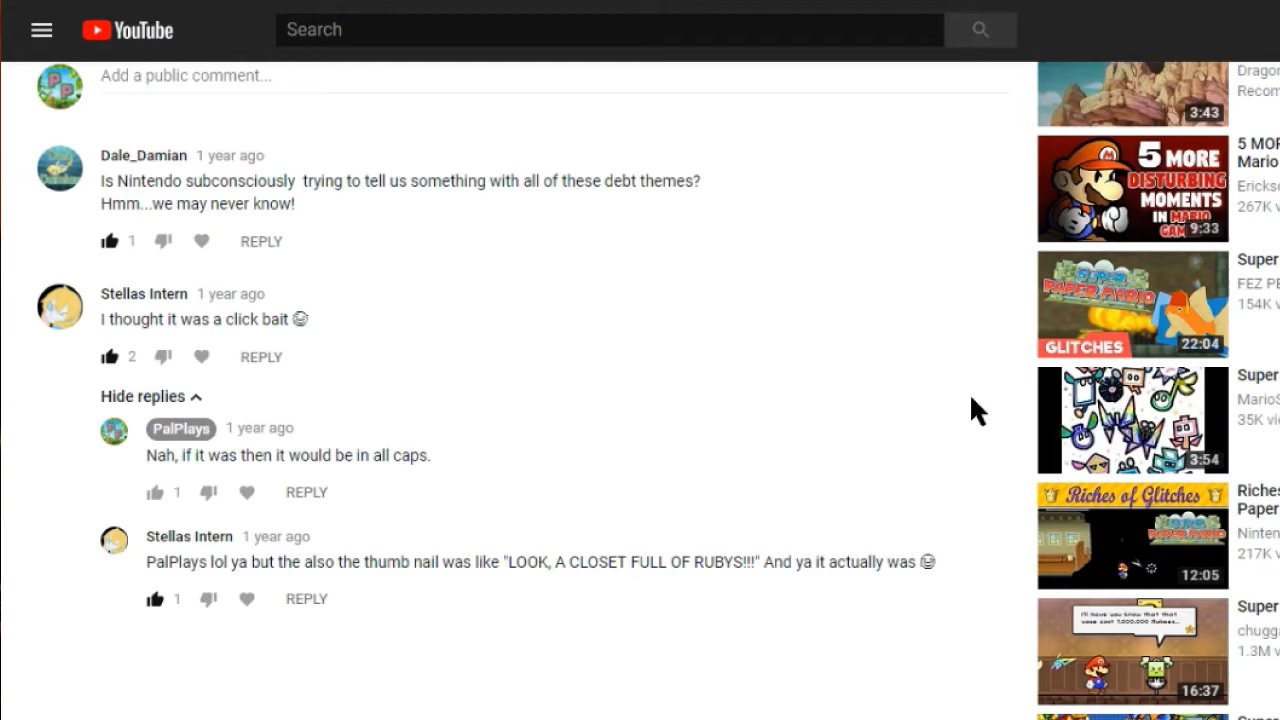 YouTube
Search
Add a public comment...
Dale_Damian 1 year ago
Is Nintendo subconsciously  trying to tell us something with all of these debt themes?
Hmm...we may never know!
1 REPLY
Stellas Intern 1 year ago
I thought it was a click bait 😂
2 REPLY
Hide replies
PalPlays 1 year ago
Nah, if it was then it would be in all caps.
1 REPLY
Stellas Intern 1 year ago
PalPlays lol ya but the also the thumb nail was like "LOOK, A CLOSET FULL OF RUBYS!!!" And ya it actually was 😂
1 REPLY
Dragon
Recom
3:43
5 MORE
DISTURBING
MOMENTS
IN MARIO
9:33
5 MOR
Mario
Erickso
267K v
SUPER
PAPER MARIO
GLITCHES
22:04
Super
FEZ PE
154K v
3:54
Super
MarioS
35K vie
Riches of Glitches
SUPER
PAPER MARIO
12:05
Riches
Paper
Ninten
217K v
I'll have you know that that
vase cost 1,000,000 Rubees...
16:37
Super
chugga
1.3M v